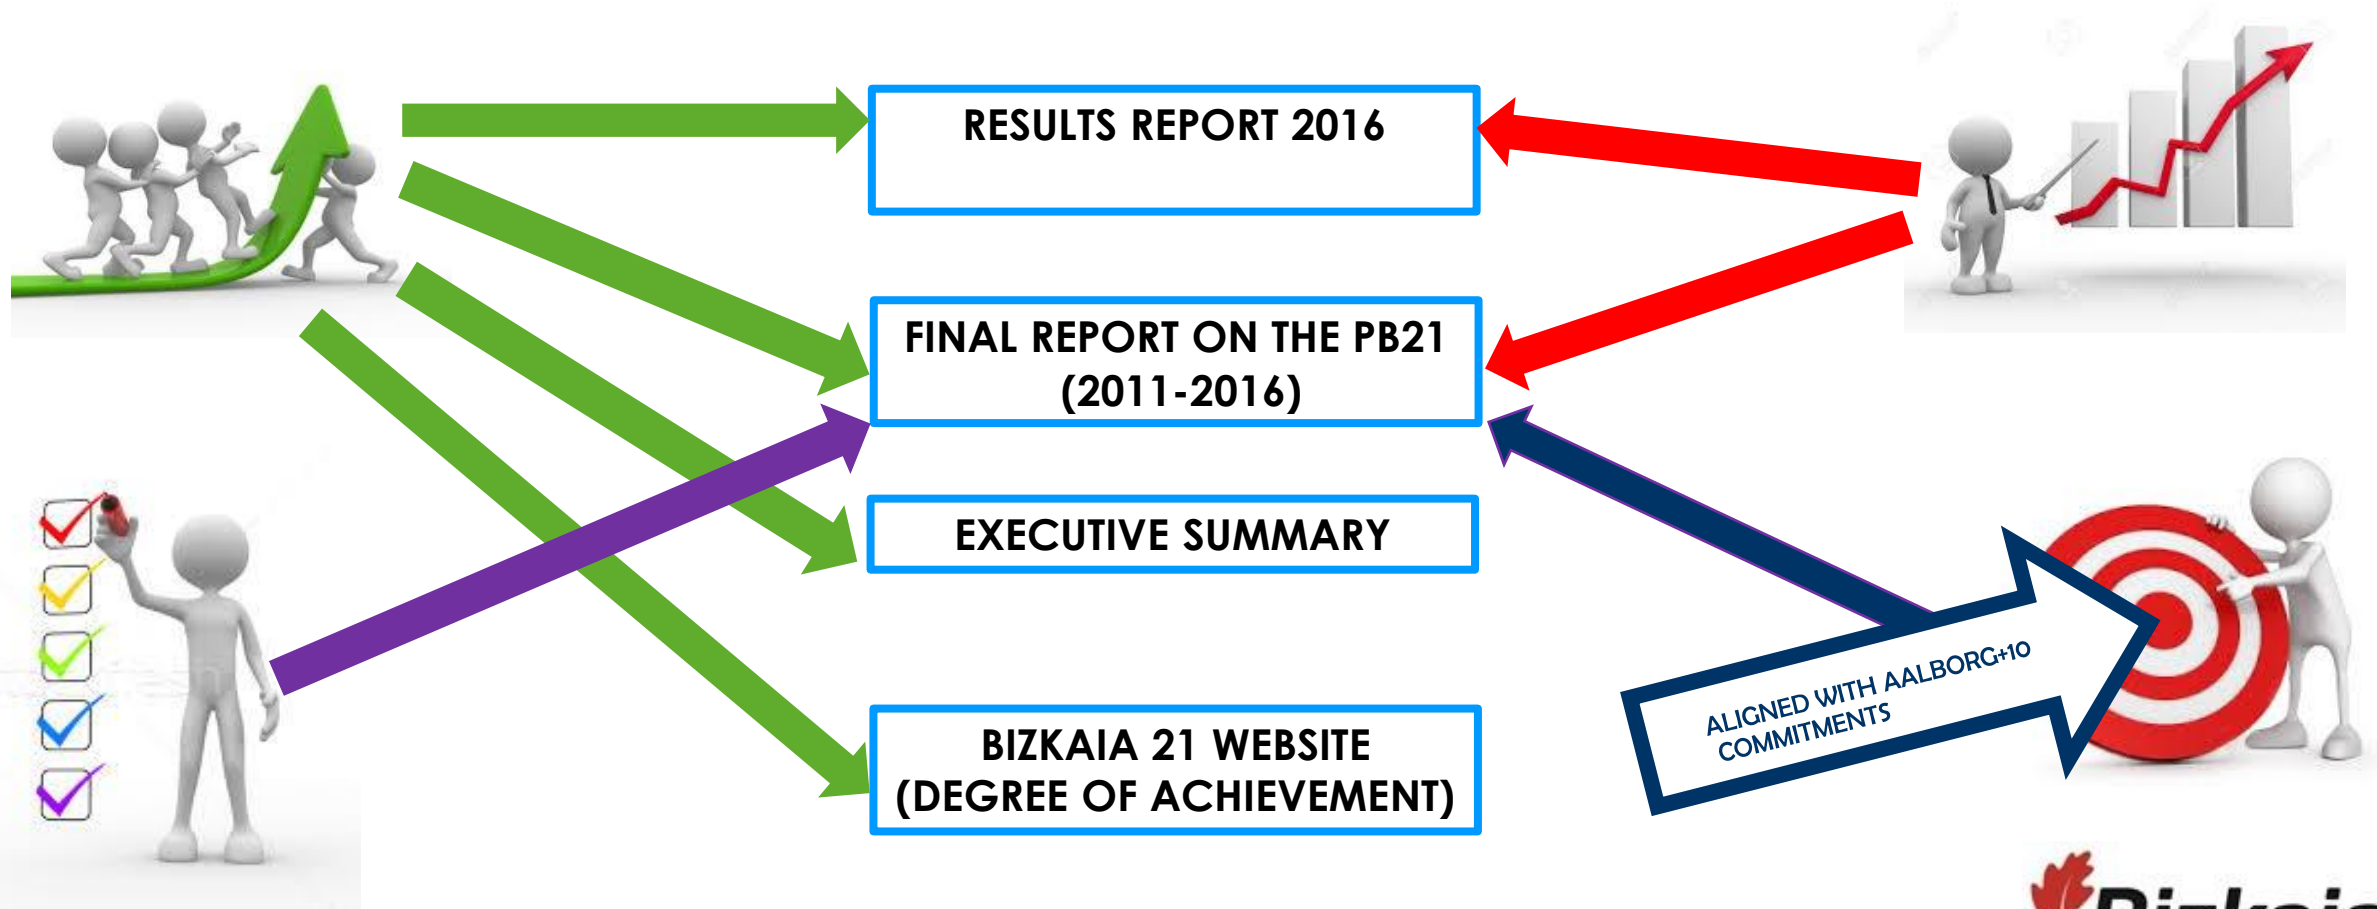 RESULTS REPORT 2016
FINAL REPORT ON THE PB21
(2011-2016)
EXECUTIVE SUMMARY
ALIGNED WITH AALBORG+10
COMMITMENTS
BIZKAIA 21 WEBSITE
(DEGREE OF ACHIEVEMENT)